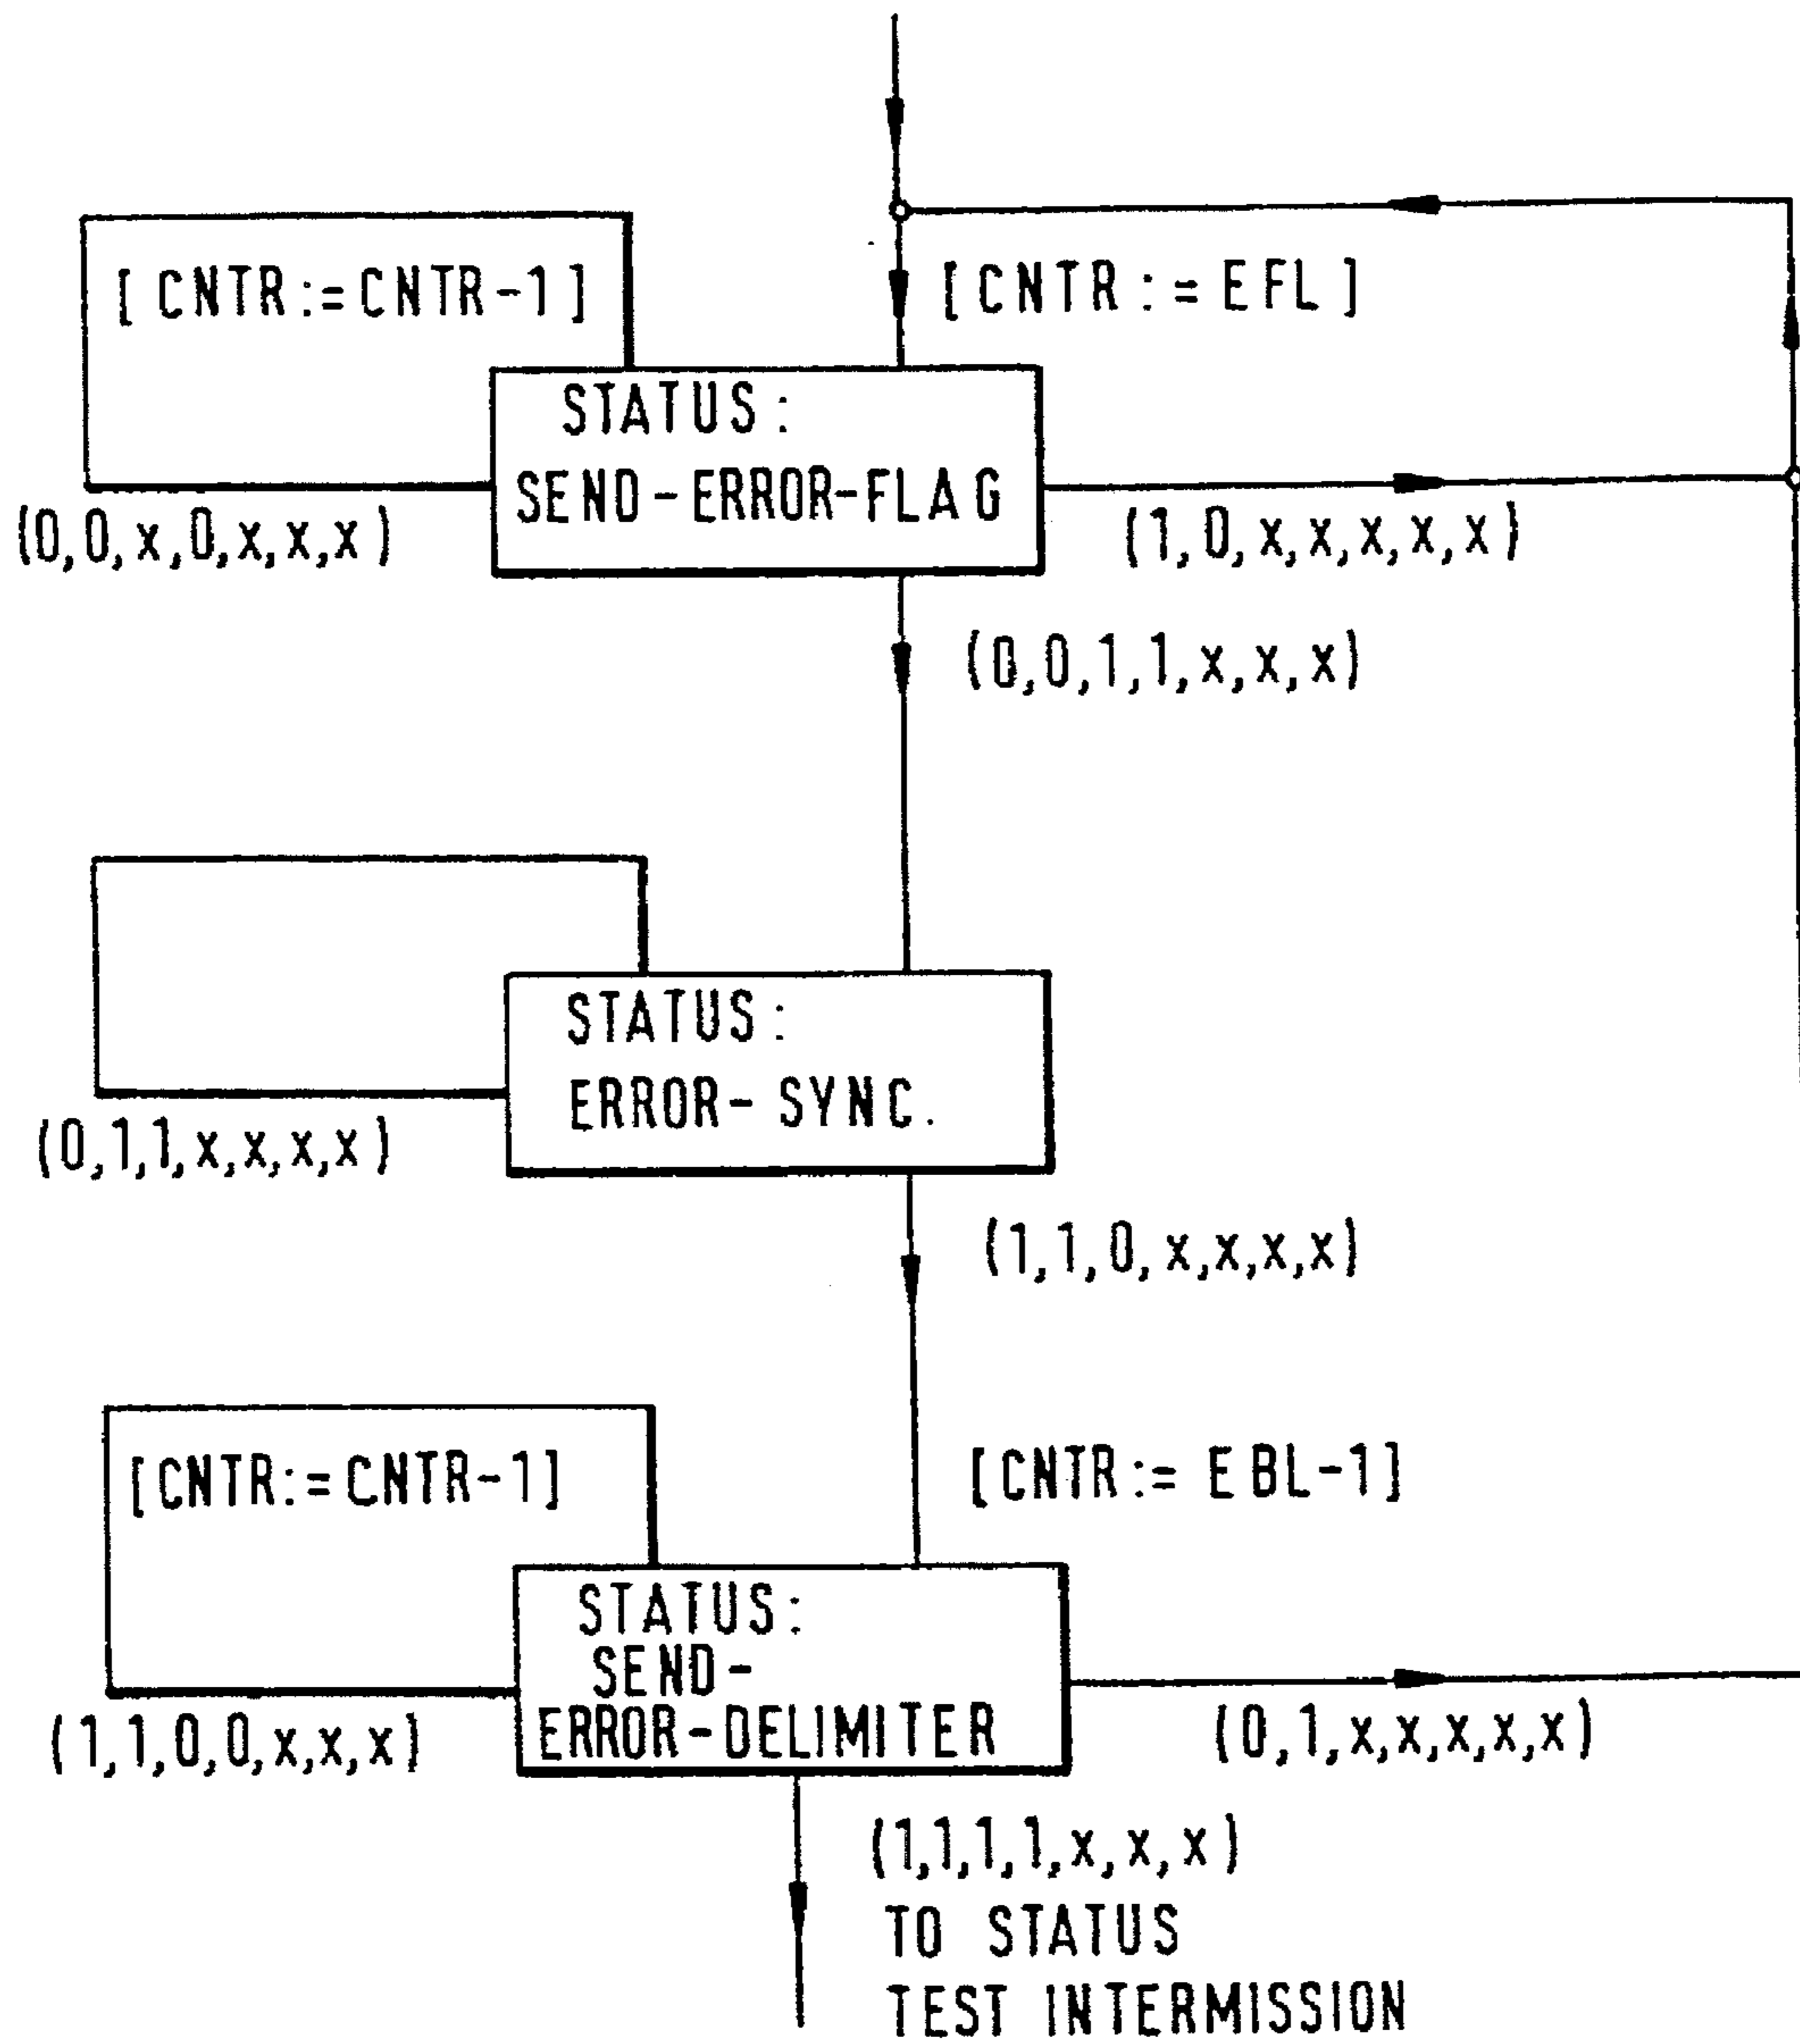 [CNTR:=CNTR-1]
[CNTR:=EFL]
STATUS:
SEND-ERROR-FLAG
(0,0,x,0,x,x,x)
(1,0,x,x,x,x,x)
(0,0,1,1,x,x,x)
STATUS:
ERROR-SYNC.
(0,1,1,x,x,x,x)
(1,1,0,x,x,x,x)
[CNTR:=CNTR-1]
[CNTR:=EBL-1]
STATUS:
SEND-
ERROR-DELIMITER
(1,1,0,0,x,x,x)
(0,1,x,x,x,x,x)
(1,1,1,1,x,x,x)
TO STATUS
TEST INTERMISSION